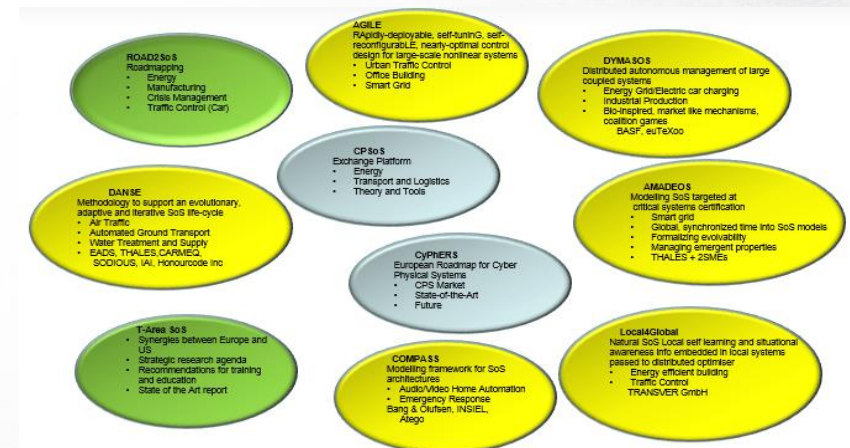 ROAD2SoS
Roadmapping
• Energy
• Manufacturing
• Crisis Management
• Traffic Control (Car)
AGILE
RApidly-deployable, self-tuninG, self-
reconfigurabLE, nearly-optimal control
design for large-scale nonlinear systems
• Urban Traffic Control
• Office Building
• Smart Grid
DYMASOS
Distributed autonomous management of large
coupled systems
• Energy Grid/Electric car charging
• Industrial Production
• Bio-inspired, market like mechanisms,
coalition games
BASF, euTeXoo
CPSoS
Exchange Platform
• Energy
• Transport and Logistics
• Theory and Tools
DANSE
Methodology to support an evolutionary,
adaptive and iterative SoS life-cycle
• Air Traffic
• Automated Ground Transport
• Water Treatment and Supply
• EADS, THALES,CARMEQ,
SODIOUS, IAI, Honourcode Inc
AMADEOS
Modelling SoS targeted at
critical systems certification
• Smart grid
• Global, synchronized time into SoS models
• Formalizing evolvability
• Managing emergent properties
• THALES + 2SMEs
CyPhERS
European Roadmap for Cyber
Physical Systems
• CPS Market
• State-of-the-Art
• Future
T-Area SoS
• Synergies between Europe and
US
• Strategic research agenda
• Recommendations for training
and education
• State of the Art report
COMPASS
Modelling framework for SoS
architectures
• Audio/Video Home Automation
• Emergency Response
Bang & Olufsen, INSIEL,
Atego
Local4Global
Natural SoS Local self learning and situational
awareness info embedded in local systems
passed to distributed optimiser
• Energy efficient building
• Traffic Control
TRANSVER GmbH